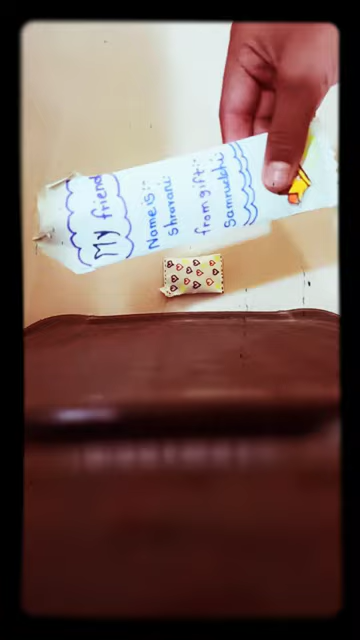 My friend
Name is:-
shravani
from gift:-
Samruddhi